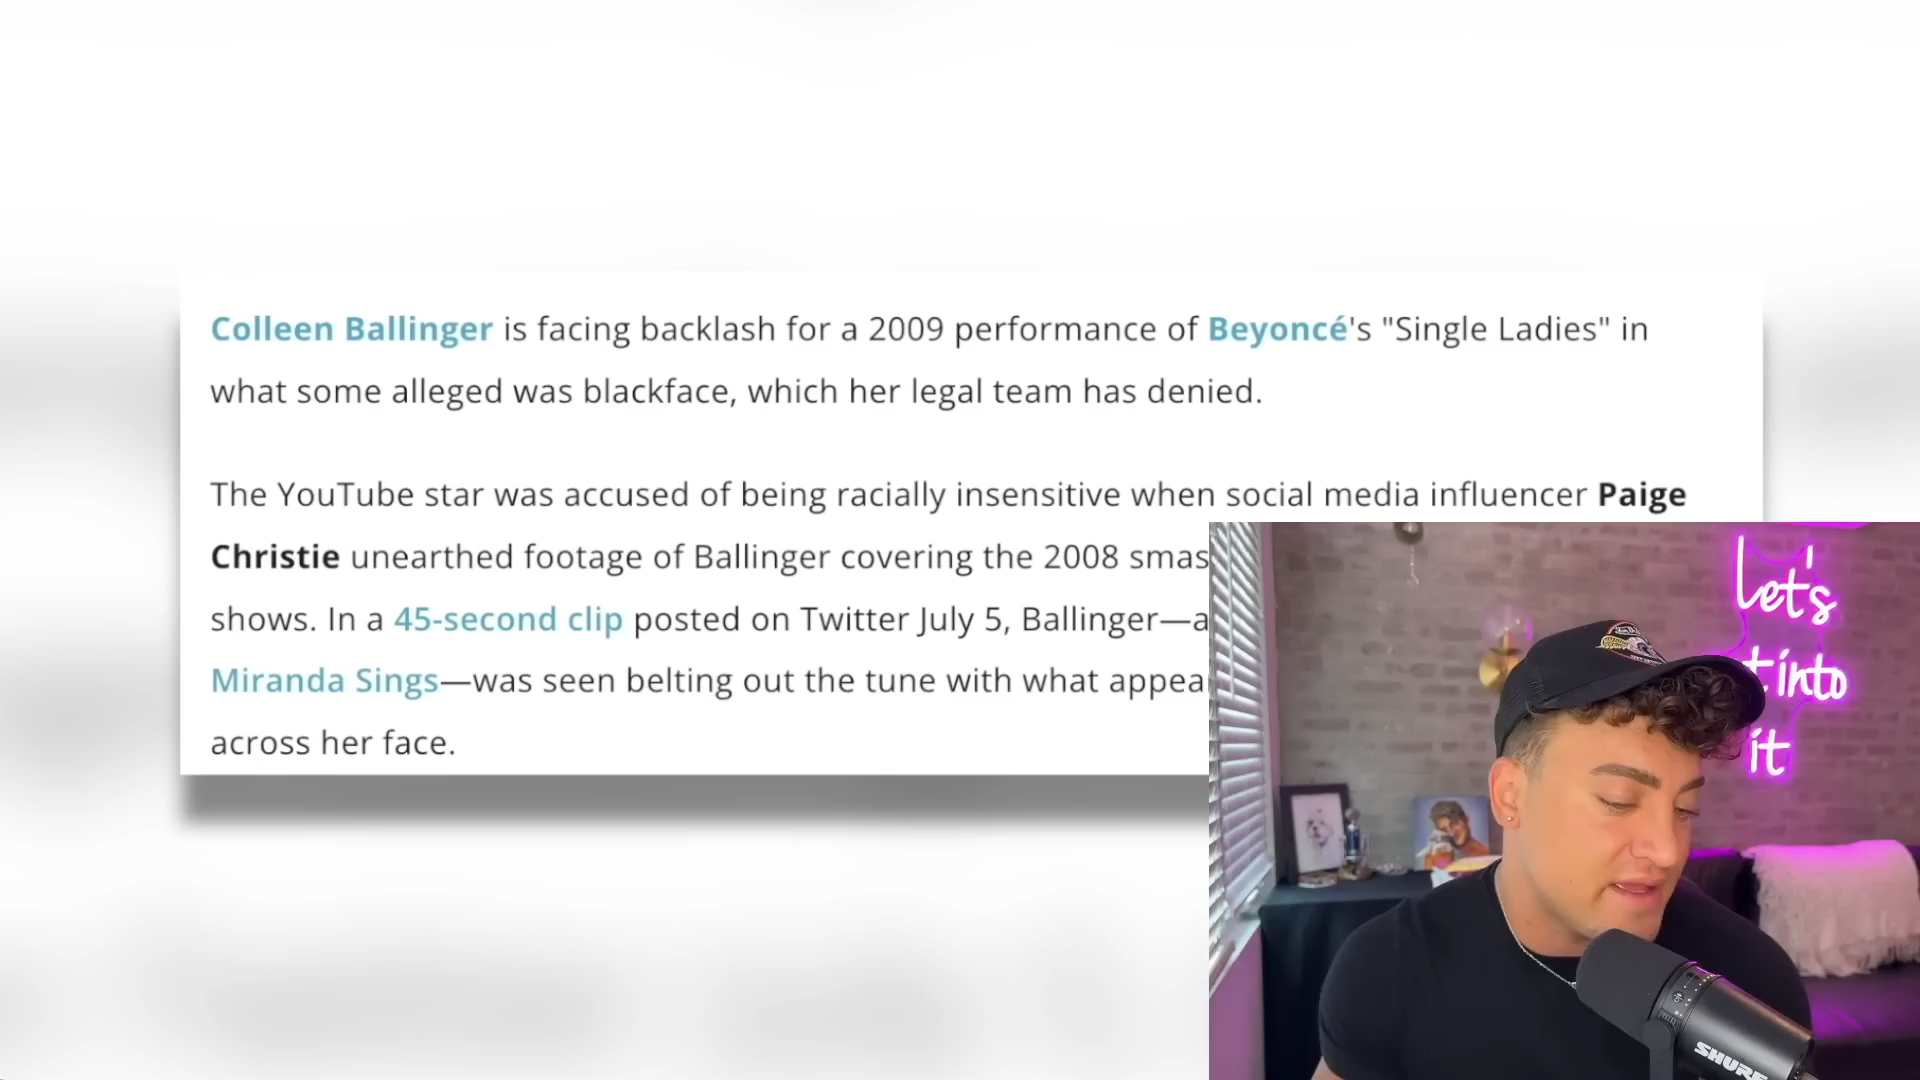 Colleen Ballinger is facing backlash for a 2009 performance of Beyoncé's "Single Ladies" in
what some alleged was blackface, which her legal team has denied.
The YouTube star was accused of being racially insensitive when social media influencer Paige
Christie unearthed footage of Ballinger covering the 2008 smas
shows. In a 45-second clip posted on Twitter July 5, Ballinger—a
Miranda Sings—was seen belting out the tune with what appea
across her face.
Let's
t into
it
SHURE